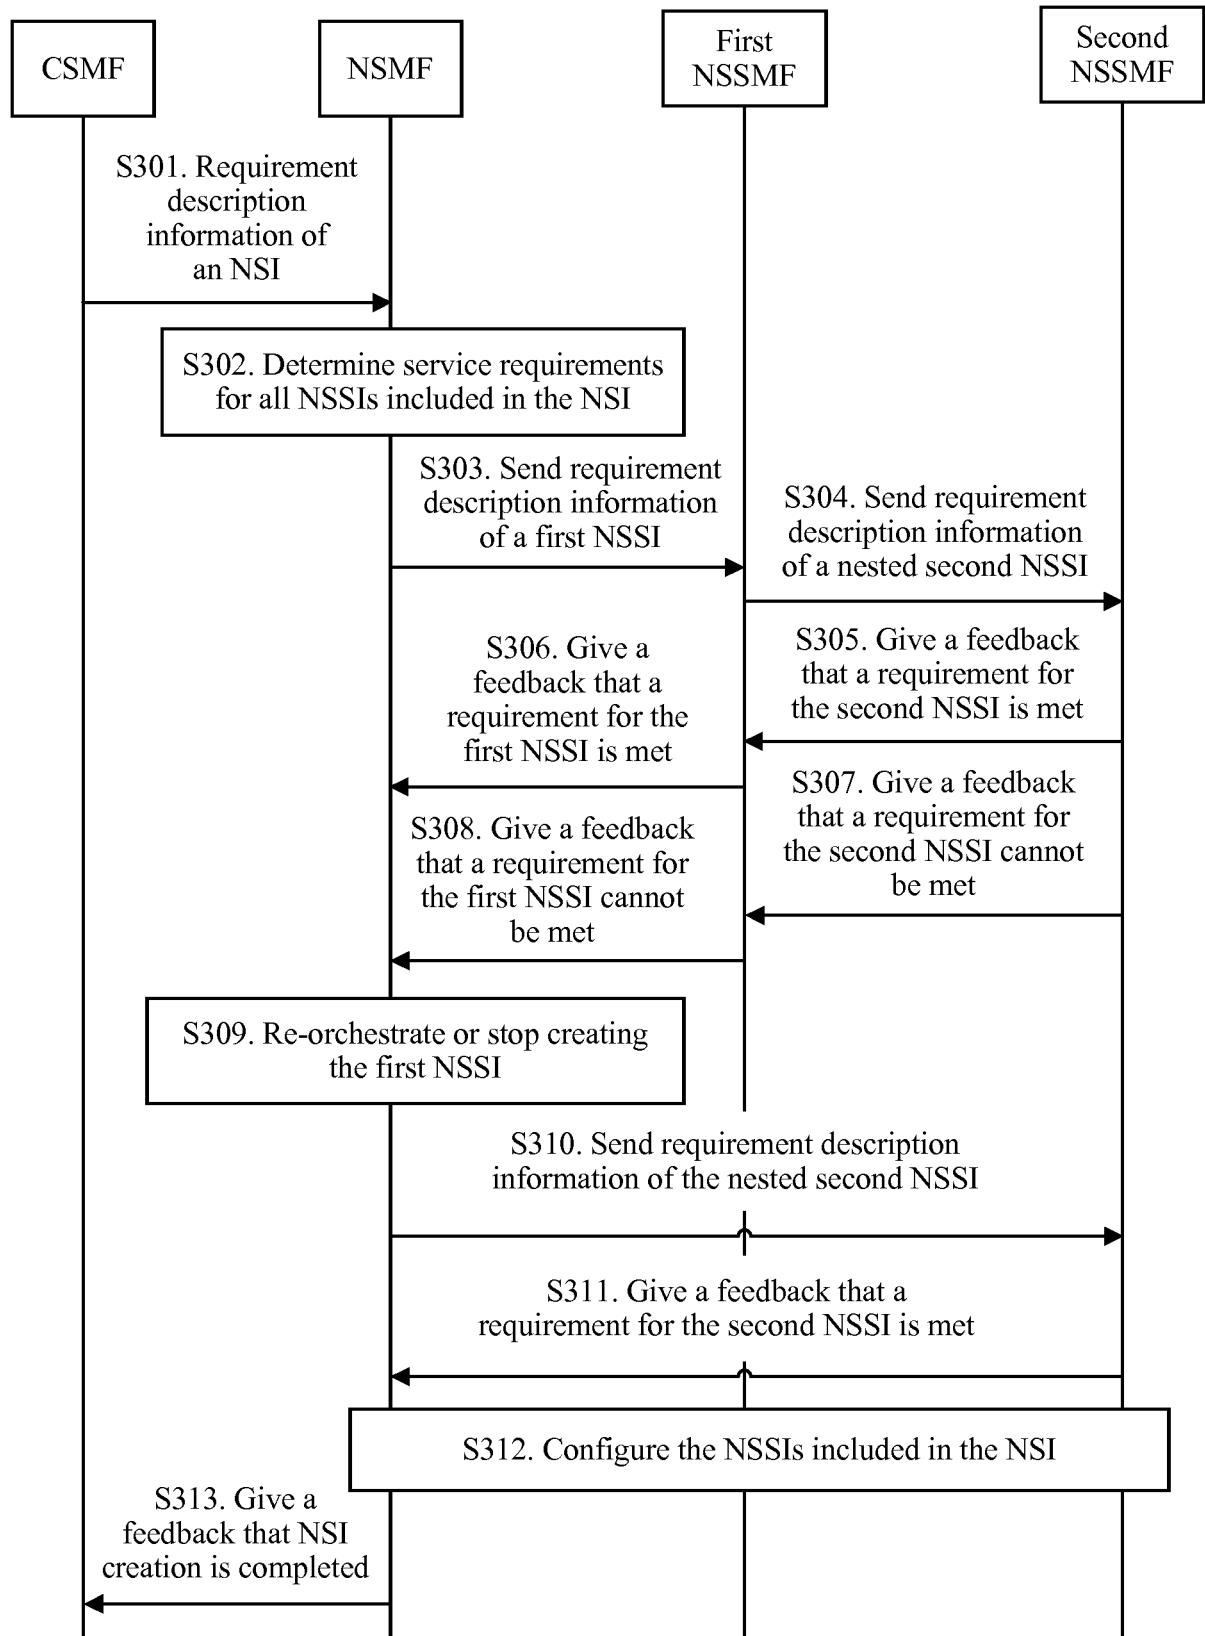 CSMF
NSMF
First
NSSMF
Second
NSSMF
S301. Requirement
description
information of
an NSI
S302. Determine service requirements
for all NSSIs included in the NSI
S303. Send requirement
description information
of a first NSSI
S304. Send requirement
description information
of a nested second NSSI
S305. Give a feedback
that a requirement for
the second NSSI is met
S306. Give a
feedback that a
requirement for the
first NSSI is met
S307. Give a feedback
that a requirement for
the second NSSI cannot
be met
S308. Give a feedback
that a requirement for
the first NSSI cannot
be met
S309. Re-orchestrate or stop creating
the first NSSI
S310. Send requirement description
information of the nested second NSSI
S311. Give a feedback that a
requirement for the second NSSI is met
S312. Configure the NSSIs included in the NSI
S313. Give a
feedback that NSI
creation is completed